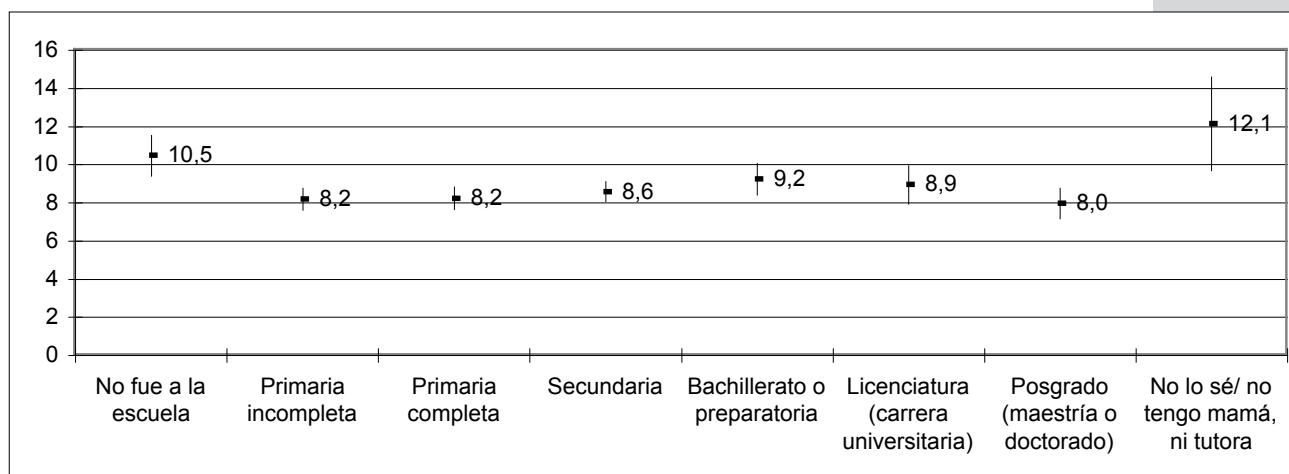 16
14
12
10
8
6
4
2
0
10,5
8,2
8,2
8,6
9,2
8,9
8,0
12,1
No fue a la
escuela
Primaria
incompleta
Primaria
completa
Secundaria
Bachillerato o
preparatoria
Licenciatura
(carrera
universitaria)
Posgrado
(maestría o
doctorado)
No lo sé/ no
tengo mamá,
ni tutora